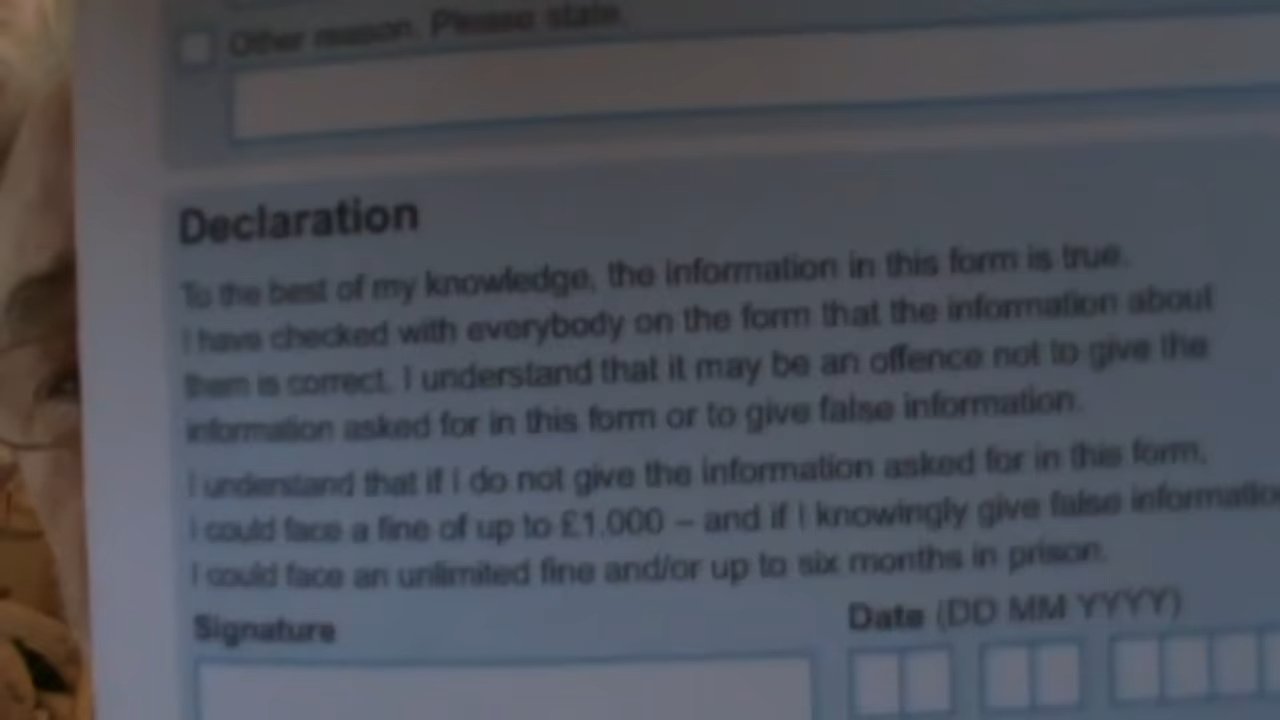 Other reason. Please state.
Declaration
To the best of my knowledge, the information in this form is true.
I have checked with everybody on the form that the information about
them is correct. I understand that it may be an offence not to give the
information asked for in this form or to give false information.
I understand that if I do not give the information asked for in this form,
I could face a fine of up to £1,000 – and if I knowingly give false informatio
I could face an unlimited fine and/or up to six months in prison.
Signature
Date (DD MM YYYY)